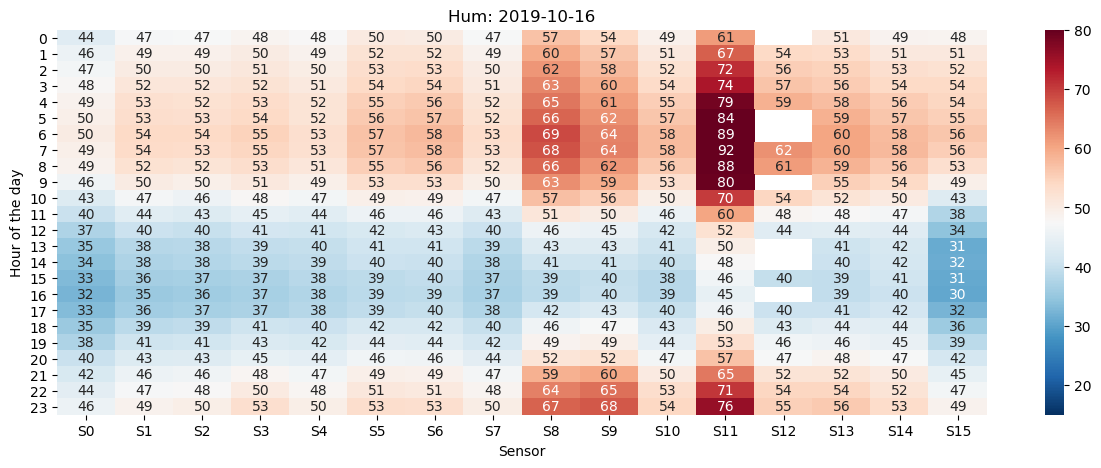 Hum: 2019-10-16
0 44 47 47 48 48 50 50 47 57 54 49 61 51 49 48
1 46 49 49 50 49 52 52 49 60 57 51 67 54 53 51 51
2 47 50 50 51 50 53 53 50 62 58 52 72 56 55 53 52
3 48 52 52 52 51 54 54 51 63 60 54 74 57 56 54 54
4 49 53 52 53 52 55 56 52 65 61 55 79 59 58 56 54
5 50 53 53 54 52 56 57 52 66 62 57 84 59 57 55
6 50 54 54 55 53 57 58 53 69 64 58 89 60 58 56
7 49 54 53 55 53 57 58 53 68 64 58 92 62 60 58 56
8 49 52 52 53 51 55 56 52 66 62 56 88 61 59 56 53
9 46 50 50 51 49 53 53 50 63 59 53 80 55 54 49
10 43 47 46 48 47 49 49 47 57 56 50 70 54 52 50 43
11 40 44 43 45 44 46 46 43 51 50 46 60 48 48 47 38
12 37 40 40 41 41 42 43 40 46 45 42 52 44 44 44 34
13 35 38 38 39 40 41 41 39 43 43 41 50 41 42 31
14 34 38 38 39 39 40 40 38 41 41 40 48 40 42 32
15 33 36 37 37 38 39 40 37 39 40 38 46 40 39 41 31
16 32 35 36 37 38 39 39 37 39 40 39 45 39 40 30
17 33 36 37 37 38 39 40 38 42 43 40 46 40 41 42 32
18 35 39 39 41 40 42 42 40 46 47 43 50 43 44 44 36
19 38 41 41 43 42 44 44 42 49 49 44 53 46 46 45 39
20 40 43 43 45 44 46 46 44 52 52 47 57 47 48 47 42
21 42 46 46 48 47 49 49 47 59 60 50 65 52 52 50 45
22 44 47 48 50 48 51 51 48 64 65 53 71 54 54 52 47
23 46 49 50 53 50 53 53 50 67 68 54 76 55 56 53 49
S0 S1 S2 S3 S4 S5 S6 S7 S8 S9 S10 S11 S12 S13 S14 S15
Sensor
Hour of the day
80
70
60
50
40
30
20